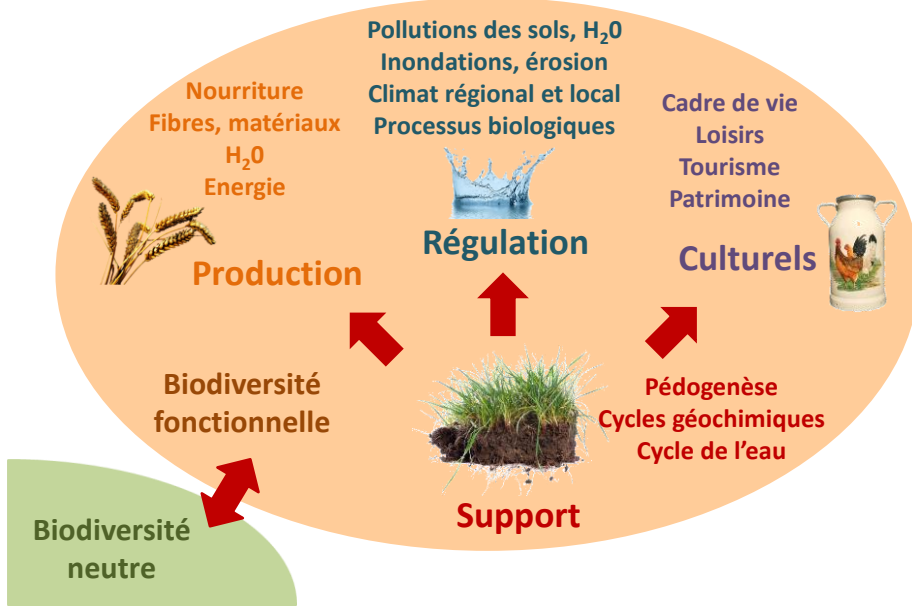 Pollutions des sols, H₂0
Inondations, érosion
Climat régional et local
Processus biologiques
Nourriture
Fibres, matériaux
H₂0
Energie
Cadre de vie
Loisirs
Tourisme
Patrimoine
Production
Régulation
Culturels
Biodiversité
fonctionnelle
Pédogenèse
Cycles géochimiques
Cycle de l'eau
Support
Biodiversité
neutre